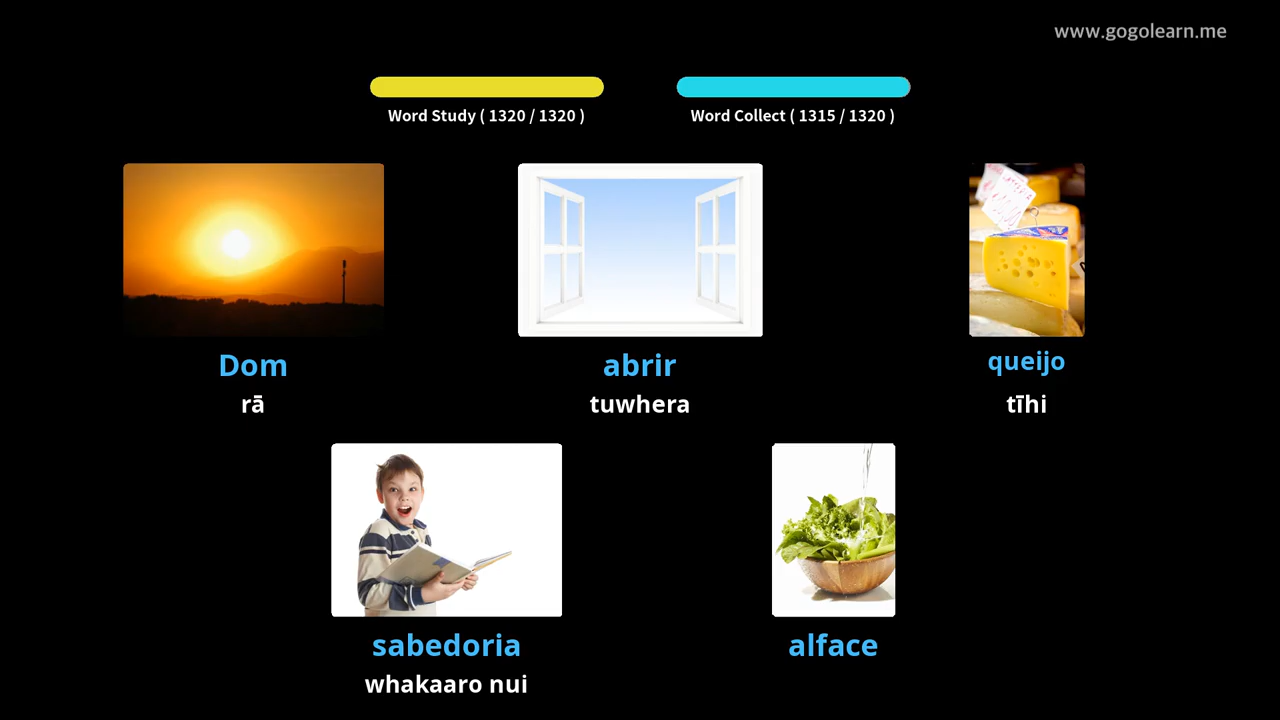 www.gogolearn.me
Word Study ( 1320 / 1320 )
Word Collect ( 1315 / 1320 )
Dom
abrir
queijo
rā
tuwhera
tīhi
sabedoria
alface
whakaaro nui